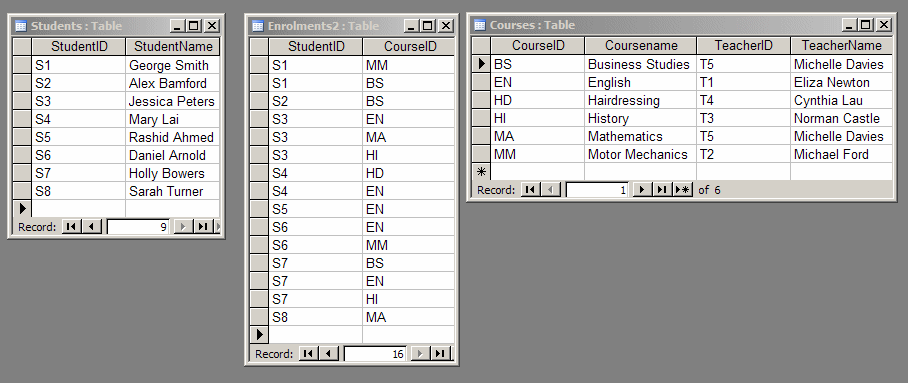 Students : Table
StudentID StudentName
S1 George Smith
S2 Alex Bamford
S3 Jessica Peters
S4 Mary Lai
S5 Rashid Ahmed
S6 Daniel Arnold
S7 Holly Bowers
S8 Sarah Turner
Record: 9
Enrolments2 : Table
StudentID CourseID
S1 MM
S1 BS
S2 BS
S3 EN
S3 MA
S3 HI
S4 HD
S4 EN
S5 EN
S6 EN
S6 MM
S7 BS
S7 EN
S7 HI
S8 MA
Record: 16
Courses : Table
CourseID Coursename TeacherID TeacherName
BS Business Studies T5 Michelle Davies
EN English T1 Eliza Newton
HD Hairdressing T4 Cynthia Lau
HI History T3 Norman Castle
MA Mathematics T5 Michelle Davies
MM Motor Mechanics T2 Michael Ford
Record: 1 of 6